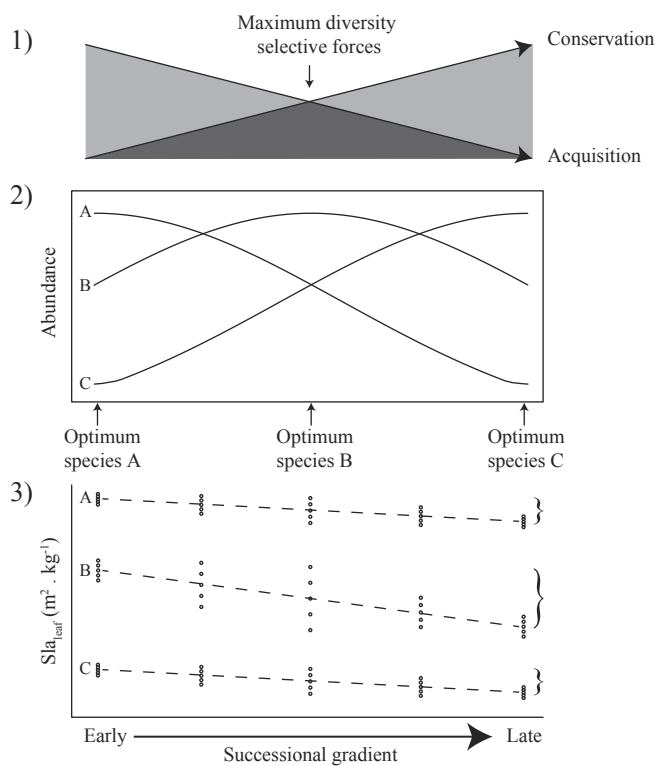 1)
Maximum diversity
selective forces
Conservation
Acquisition
2)
Abundance
A
B
C
Optimum
species A
Optimum
species B
Optimum
species C
3)
Sla_leaf (m² . kg⁻¹)
A
B
C
Early
Late
Successional gradient